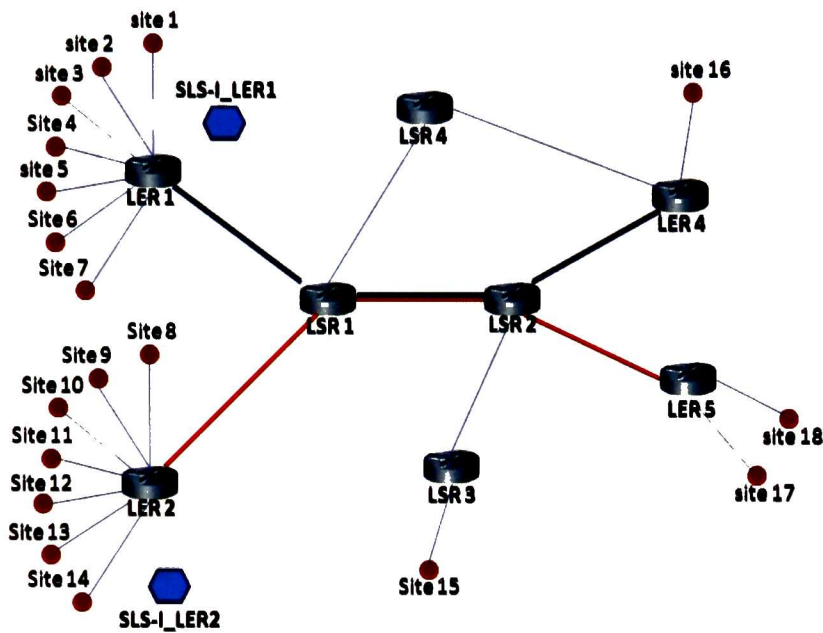 site 1
site 2
site 3
Site 4
site 5
Site 6
Site 7
SLS-I_LER1
LER 1
LSR 4
site 16
LER 4
LSR 1
LSR 2
Site 8
Site 9
Site 10
Site 11
Site 12
Site 13
Site 14
LER 2
SLS-I_LER2
LER 5
site 18
site 17
LSR 3
Site 15